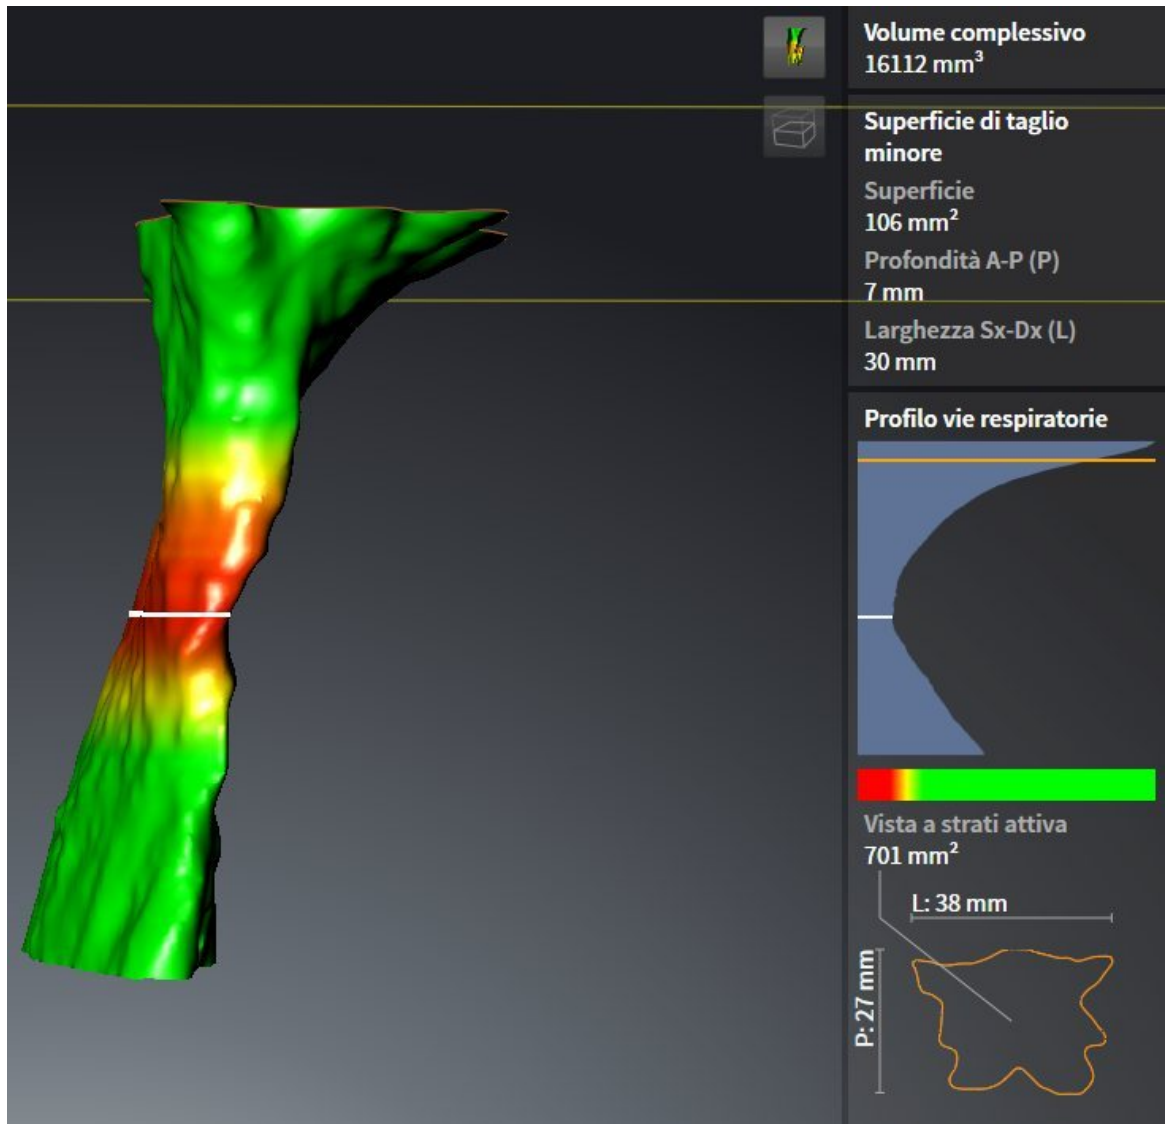 Volume complessivo
16112 mm³
Superficie di taglio
minore
Superficie
106 mm²
Profondità A-P (P)
7 mm
Larghezza Sx-Dx (L)
30 mm
Profilo vie respiratorie
Vista a strati attiva
701 mm²
L: 38 mm
P: 27 mm